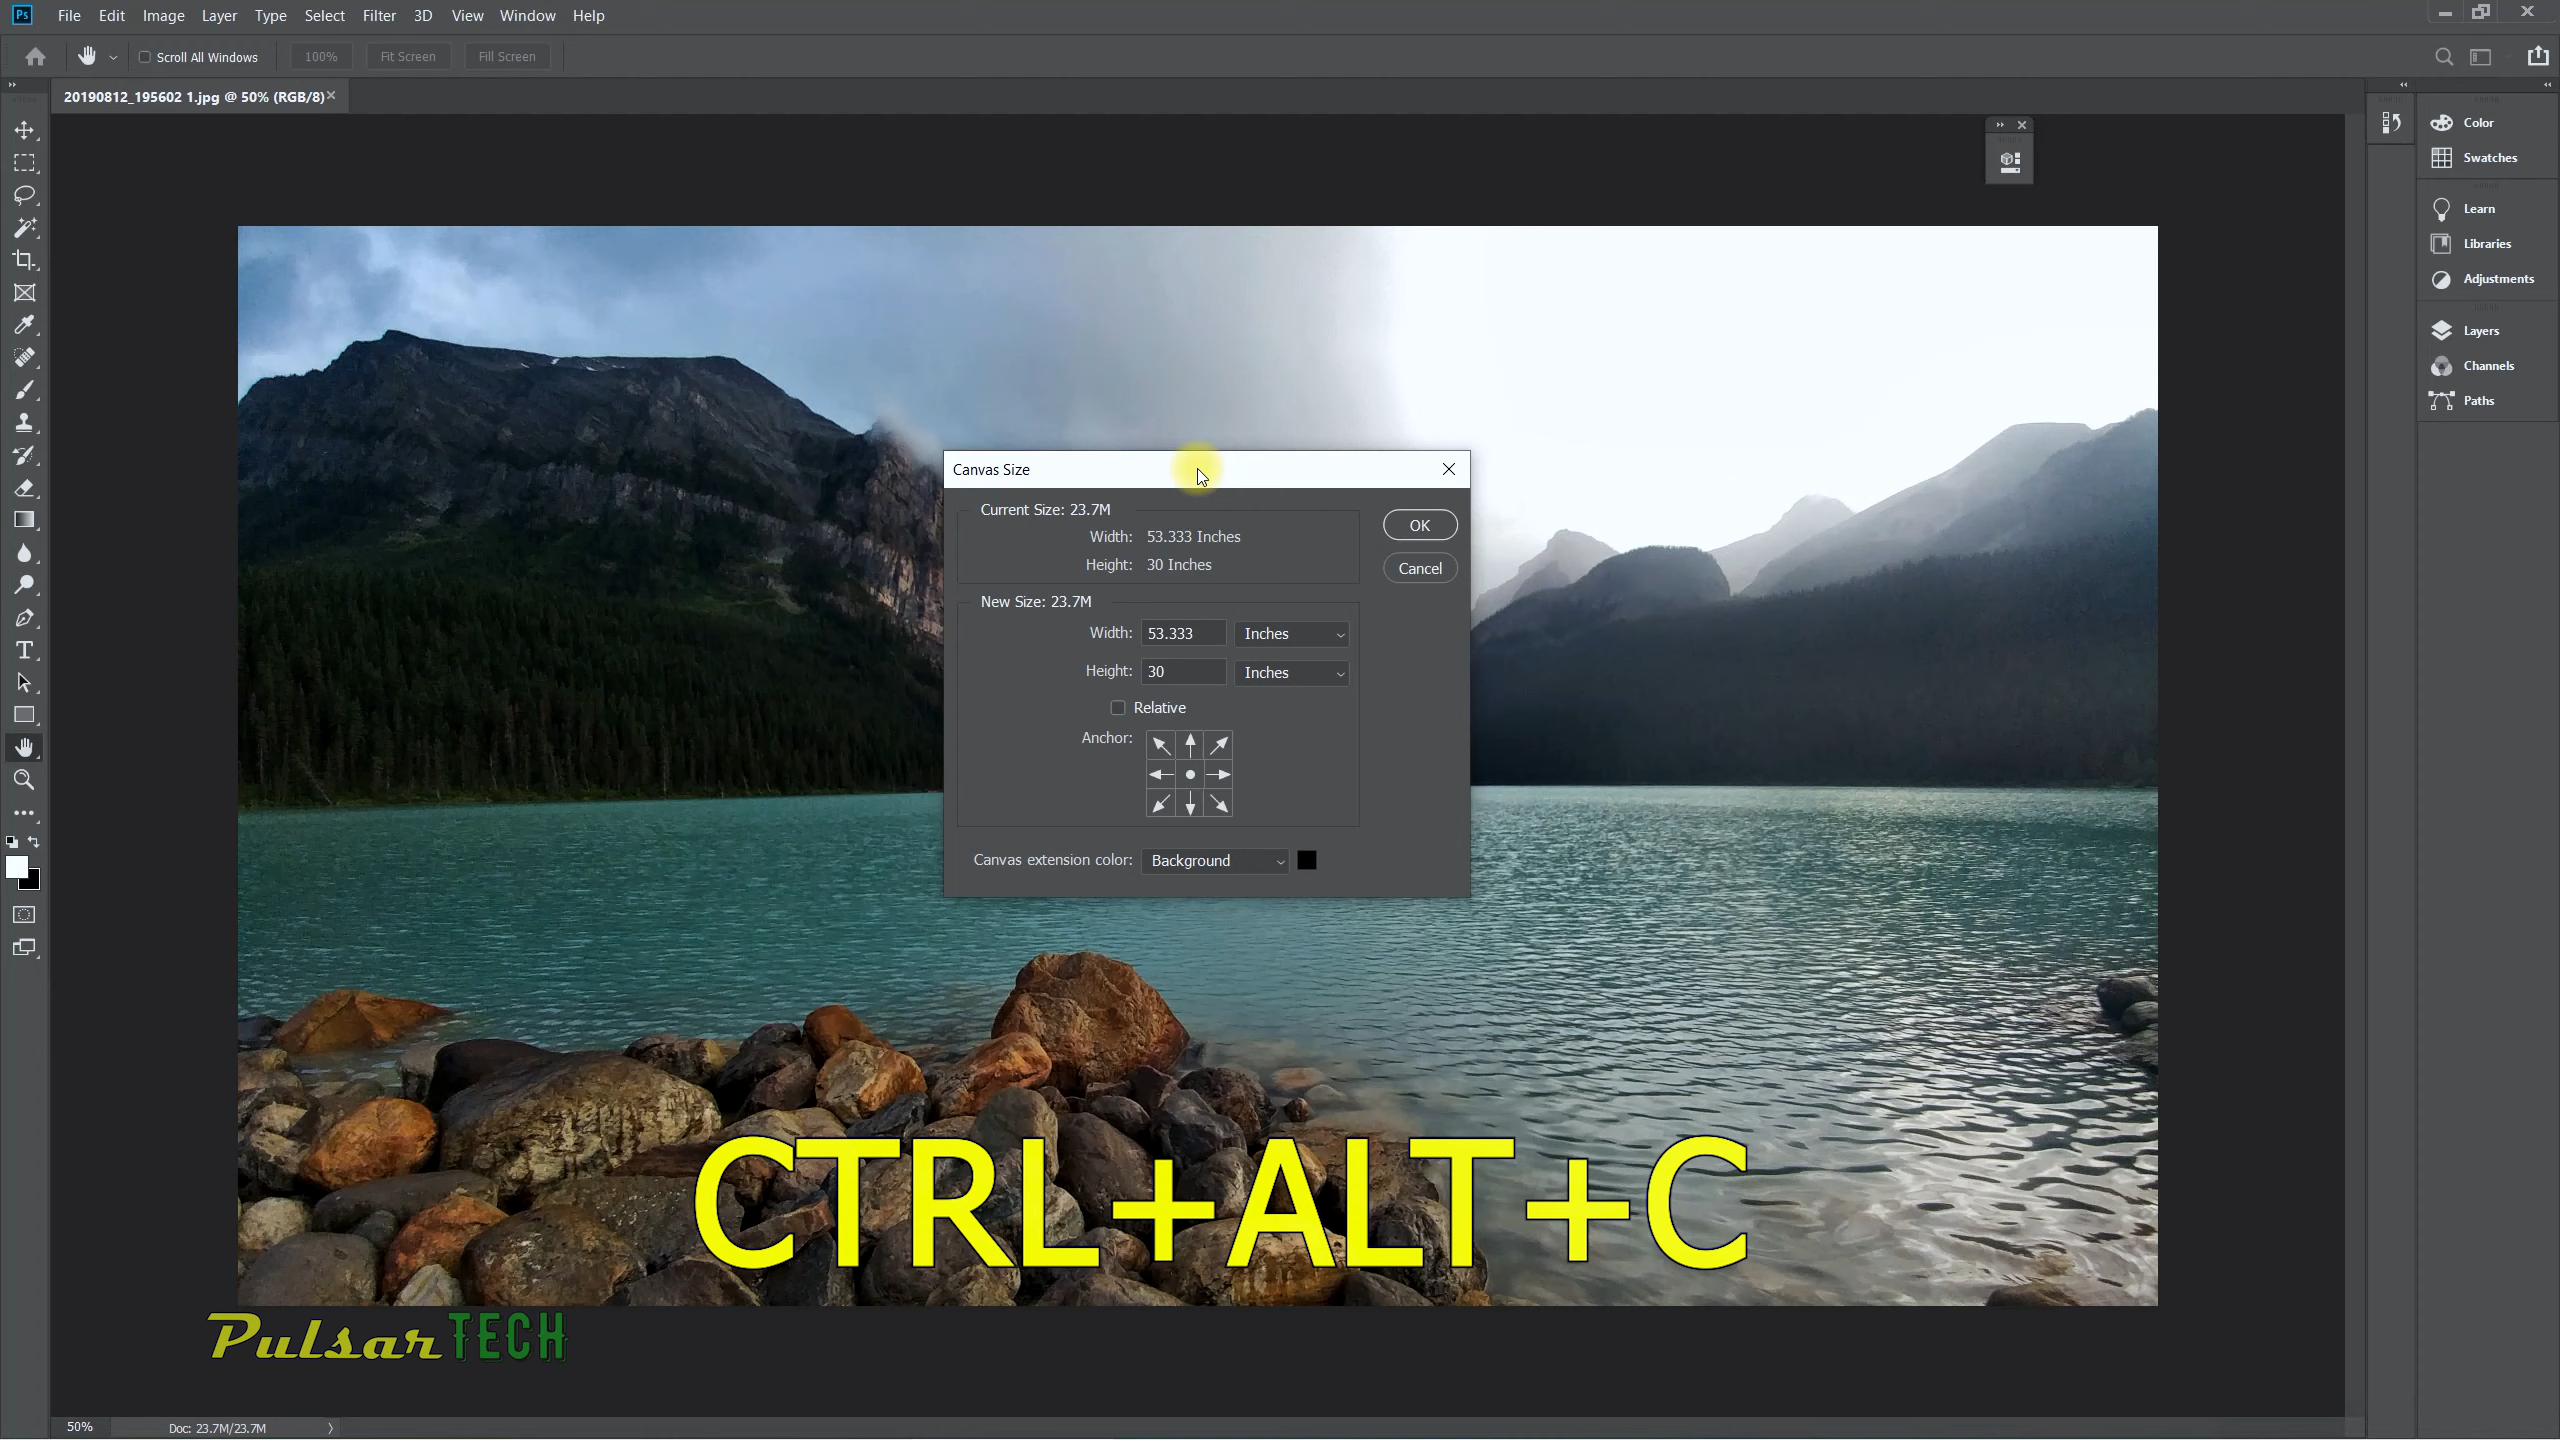 Ps File Edit Image Layer Type Select Filter 3D View Window Help
Scroll All Windows 100% Fit Screen Fill Screen
20190812_195602 1.jpg @ 50% (RGB/8)
Color
Swatches
Learn
Libraries
Adjustments
Layers
Channels
Paths
Canvas Size
Current Size: 23.7M
Width: 53.333 Inches
Height: 30 Inches
OK
Cancel
New Size: 23.7M
Width: 53.333 Inches
Height: 30 Inches
Relative
Anchor:
Canvas extension color: Background
CTRL+ALT+C
PulsarTECH
50% Doc: 23.7M/23.7M